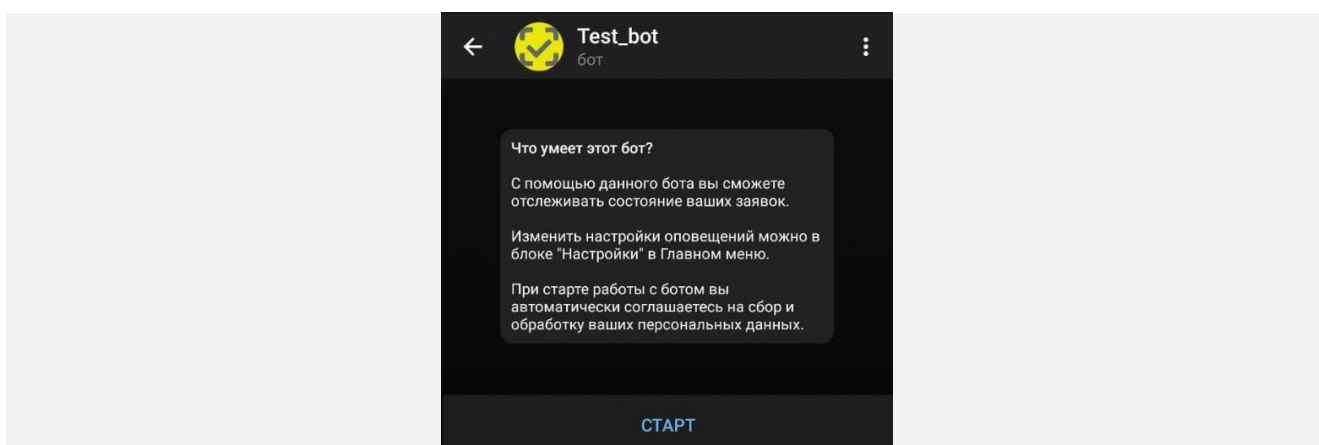 Test_bot
бот
Что умеет этот бот?
С помощью данного бота вы сможете
отслеживать состояние ваших заявок.
Изменить настройки оповещений можно в
блоке "Настройки" в Главном меню.
При старте работы с ботом вы
автоматически соглашаетесь на сбор и
обработку ваших персональных данных.
СТАРТ